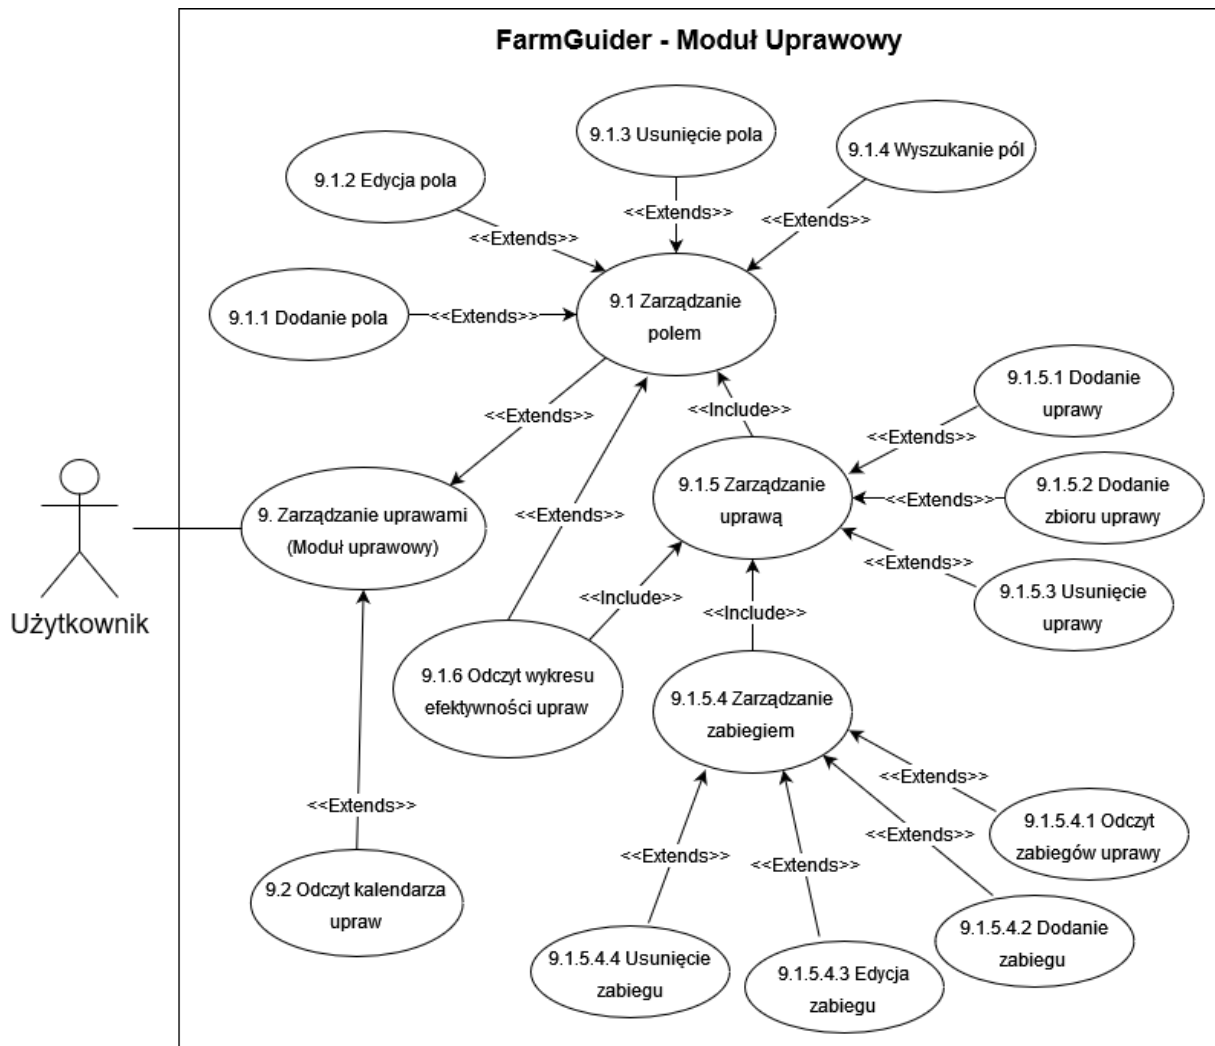 FarmGuider - Moduł Uprawowy
9.1.3 Usunięcie pola
9.1.4 Wyszukanie pól
9.1.2 Edycja pola
<<Extends>>
<<Extends>>
<<Extends>>
9.1.1 Dodanie pola
<<Extends>>
9.1 Zarządzanie
polem
<<Extends>>
<<Include>>
9.1.5.1 Dodanie
uprawy
<<Extends>>
9. Zarządzanie uprawami
(Moduł uprawowy)
<<Extends>>
9.1.5 Zarządzanie
uprawą
<<Extends>>
9.1.5.2 Dodanie
zbioru uprawy
<<Extends>>
9.1.5.3 Usunięcie
uprawy
Użytkownik
<<Include>>
<<Include>>
9.1.6 Odczyt wykresu
efektywności upraw
9.1.5.4 Zarządzanie
zabiegiem
<<Extends>>
<<Extends>>
<<Extends>>
<<Extends>>
<<Extends>>
9.1.5.4.1 Odczyt
zabiegów uprawy
9.2 Odczyt kalendarza
upraw
9.1.5.4.2 Dodanie
zabiegu
9.1.5.4.4 Usunięcie
zabiegu
9.1.5.4.3 Edycja
zabiegu